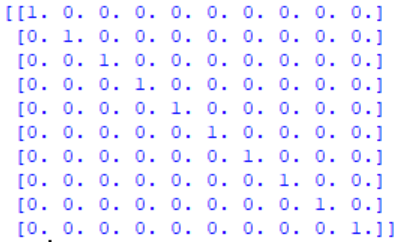 [[1. 0. 0. 0. 0. 0. 0. 0. 0. 0.]
[0. 1. 0. 0. 0. 0. 0. 0. 0. 0.]
[0. 0. 1. 0. 0. 0. 0. 0. 0. 0.]
[0. 0. 0. 1. 0. 0. 0. 0. 0. 0.]
[0. 0. 0. 0. 1. 0. 0. 0. 0. 0.]
[0. 0. 0. 0. 0. 1. 0. 0. 0. 0.]
[0. 0. 0. 0. 0. 0. 1. 0. 0. 0.]
[0. 0. 0. 0. 0. 0. 0. 1. 0. 0.]
[0. 0. 0. 0. 0. 0. 0. 0. 1. 0.]
[0. 0. 0. 0. 0. 0. 0. 0. 0. 1.]]